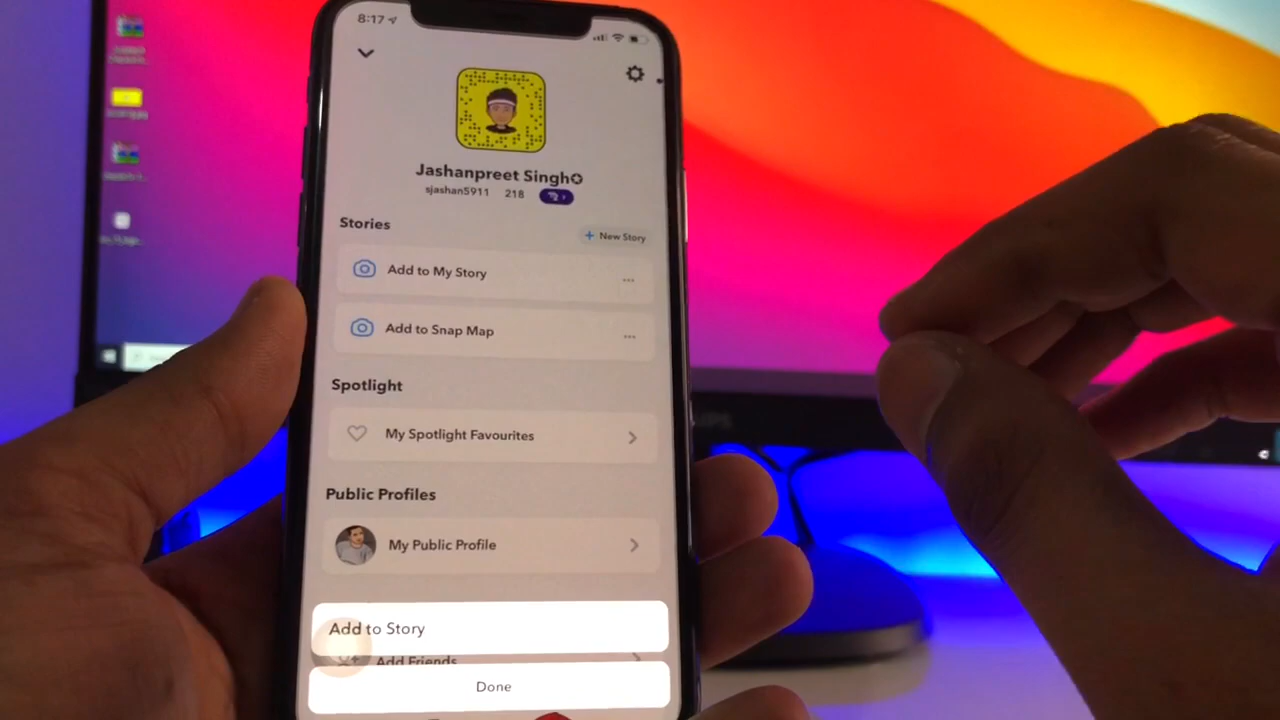 8:17
Jashanpreet Singh
sjashan5911 218
Stories
+ New Story
Add to My Story
Add to Snap Map
Spotlight
My Spotlight Favourites
Public Profiles
My Public Profile
Add to Story
Add Friends
Done